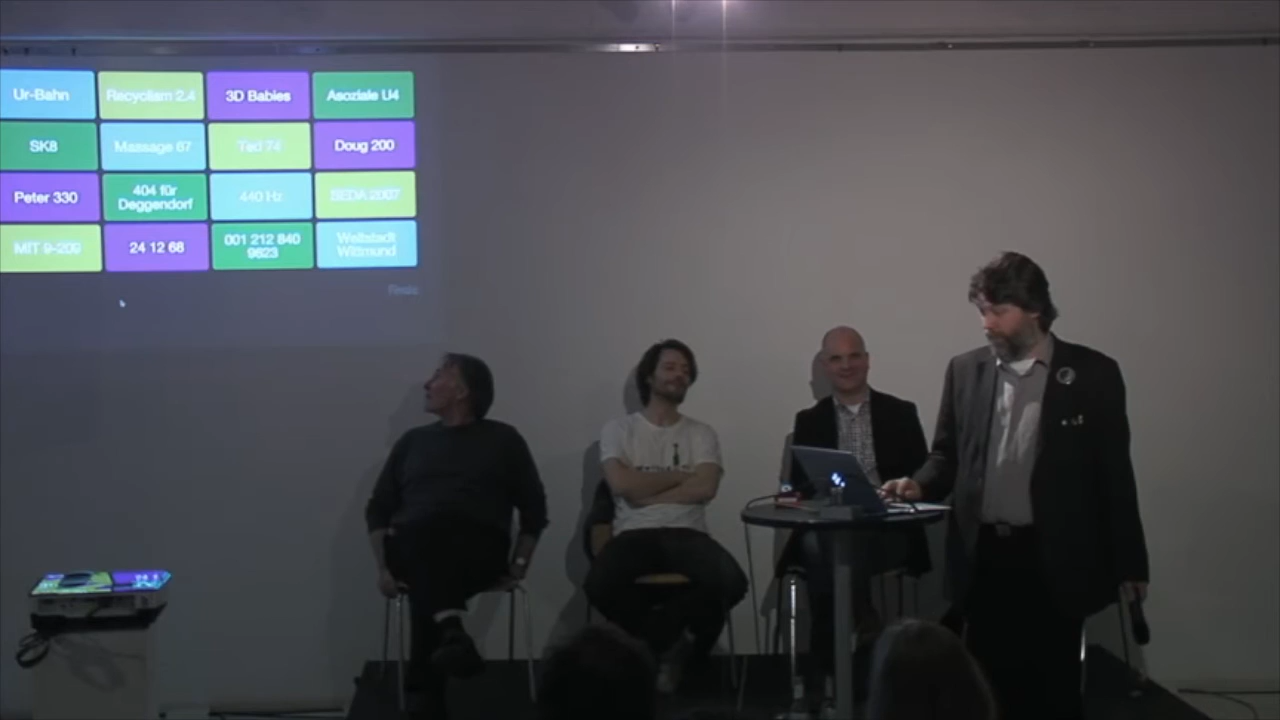 Ur-Bahn
Recyclism 2.4
3D Babies
Asoziale U4
SK8
Massage 67
Ted 74
Doug 200
Peter 330
404 für
Deggendorf
440 Hz
SEDA 2007
MIT 9-209
24 12 68
001 212 840
9823
Weltstadt
Wittmund